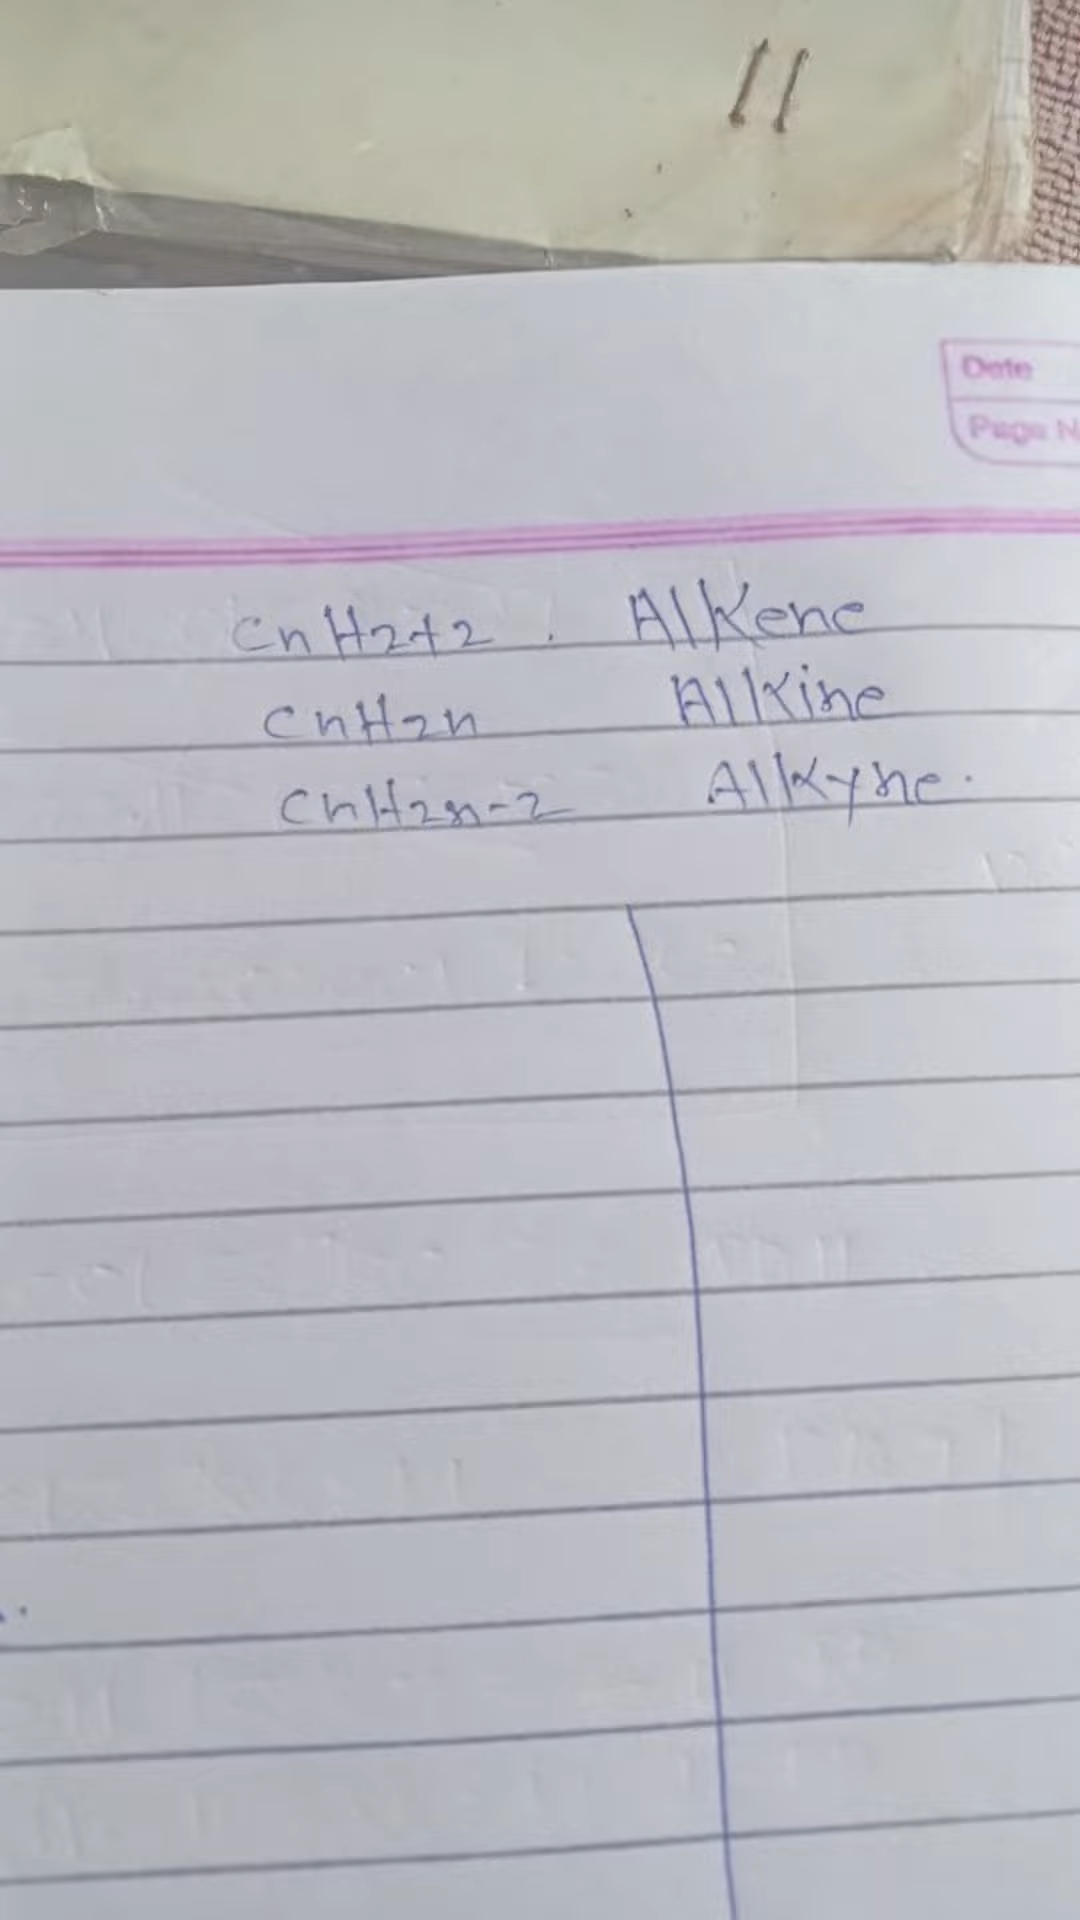 11
Date
Page N
CnH2+2 . Alkene
CnH2n Alkine
CnH2n-2 Alkyne.